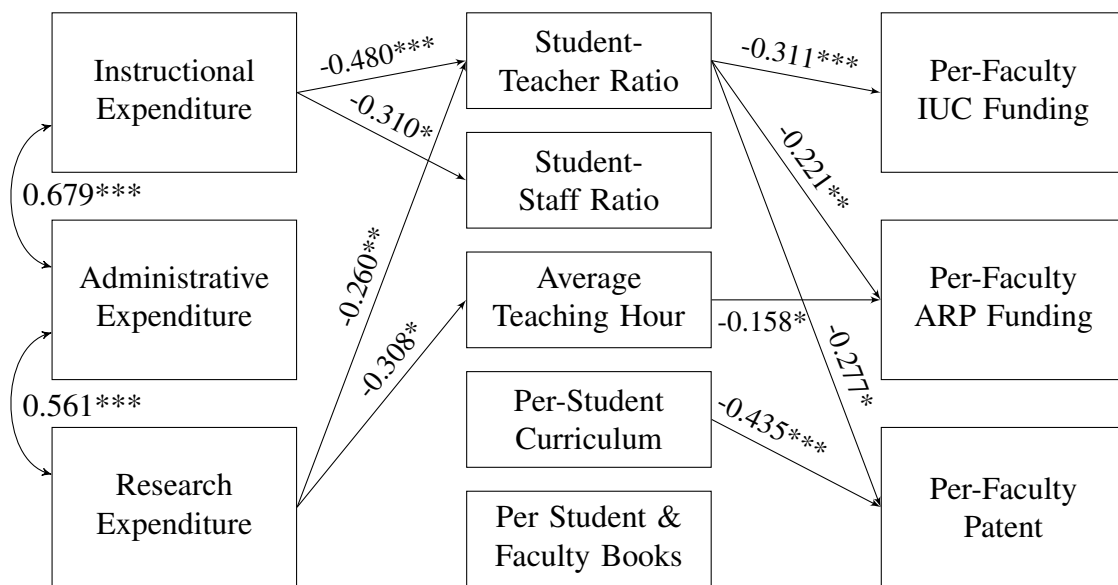 Instructional
Expenditure
Administrative
Expenditure
Research
Expenditure
0.679***
0.561***
-0.480***
-0.310*
-0.260**
-0.308*
Student-
Teacher Ratio
Student-
Staff Ratio
Average
Teaching Hour
Per-Student
Curriculum
Per Student &
Faculty Books
-0.311***
-0.221**
-0.158*
-0.277*
-0.435***
Per-Faculty
IUC Funding
Per-Faculty
ARP Funding
Per-Faculty
Patent